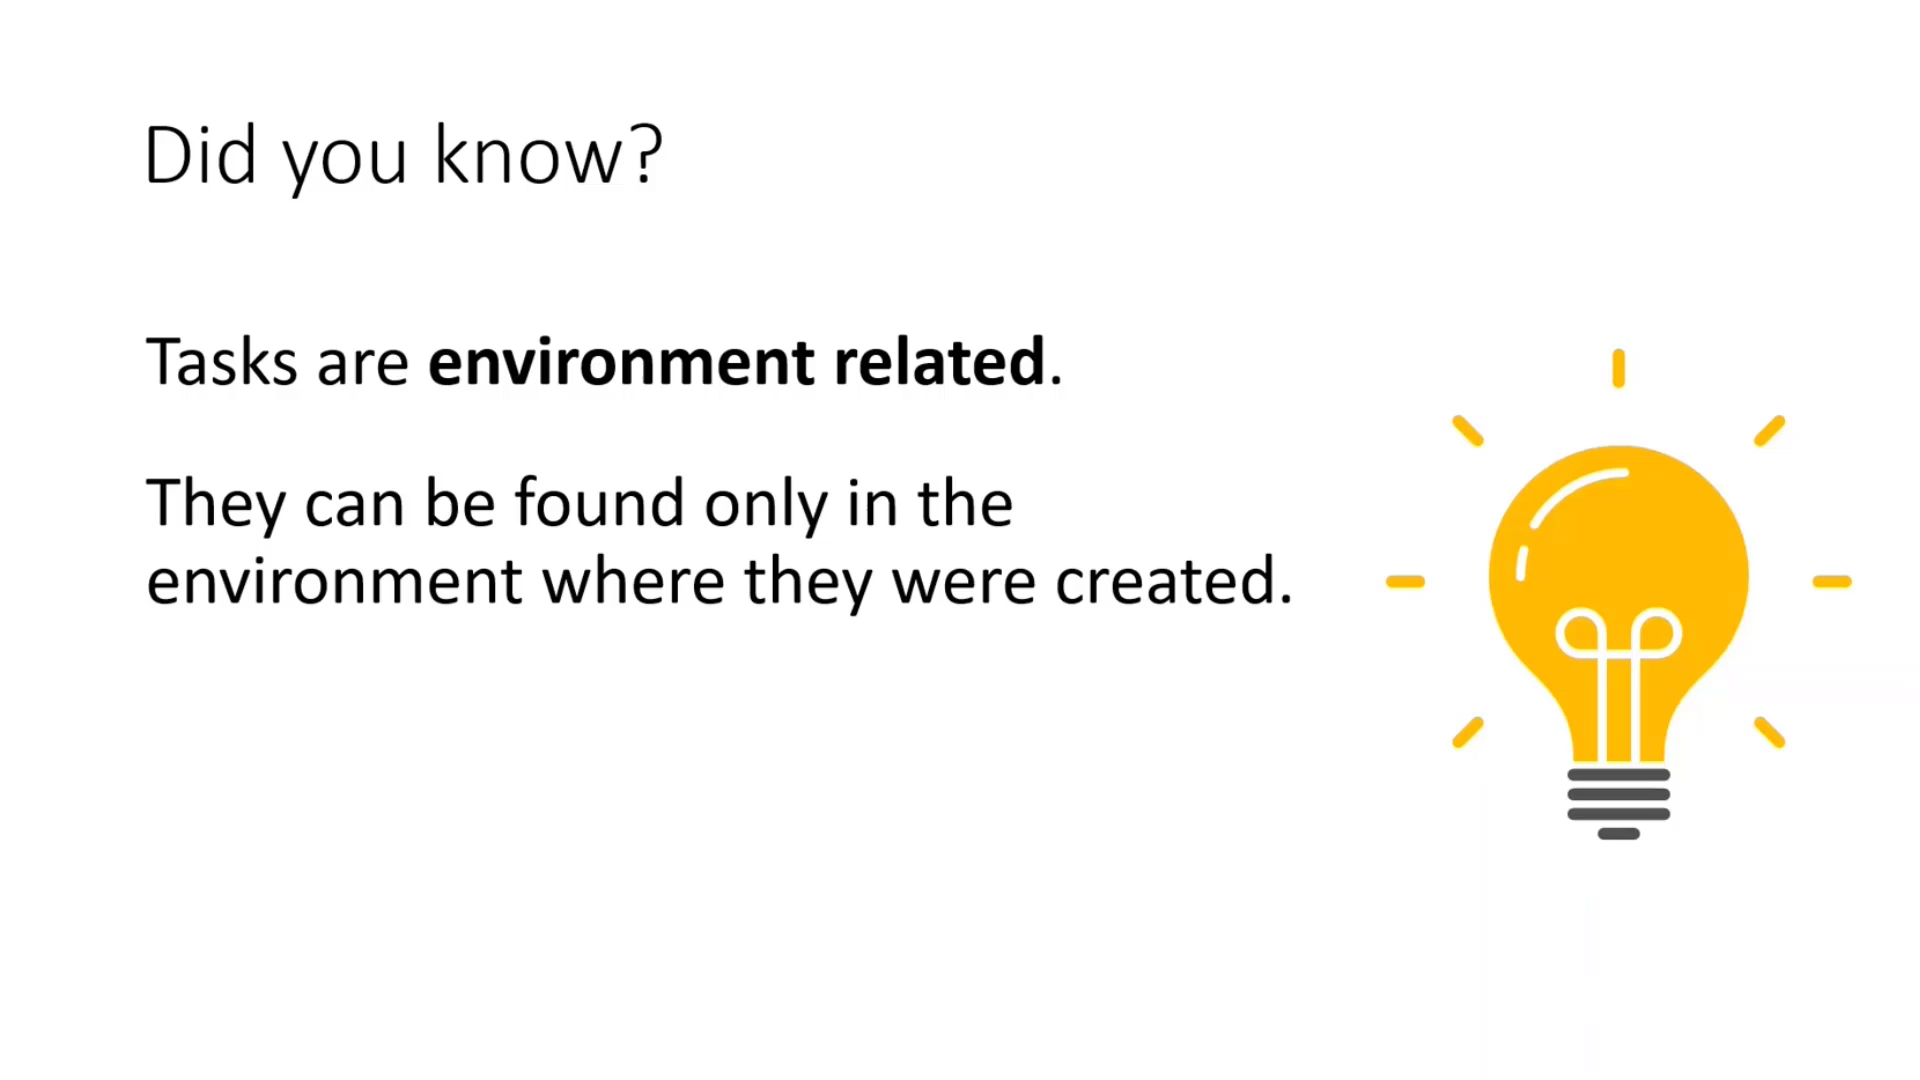 Did you know?
Tasks are environment related.
They can be found only in the
environment where they were created.